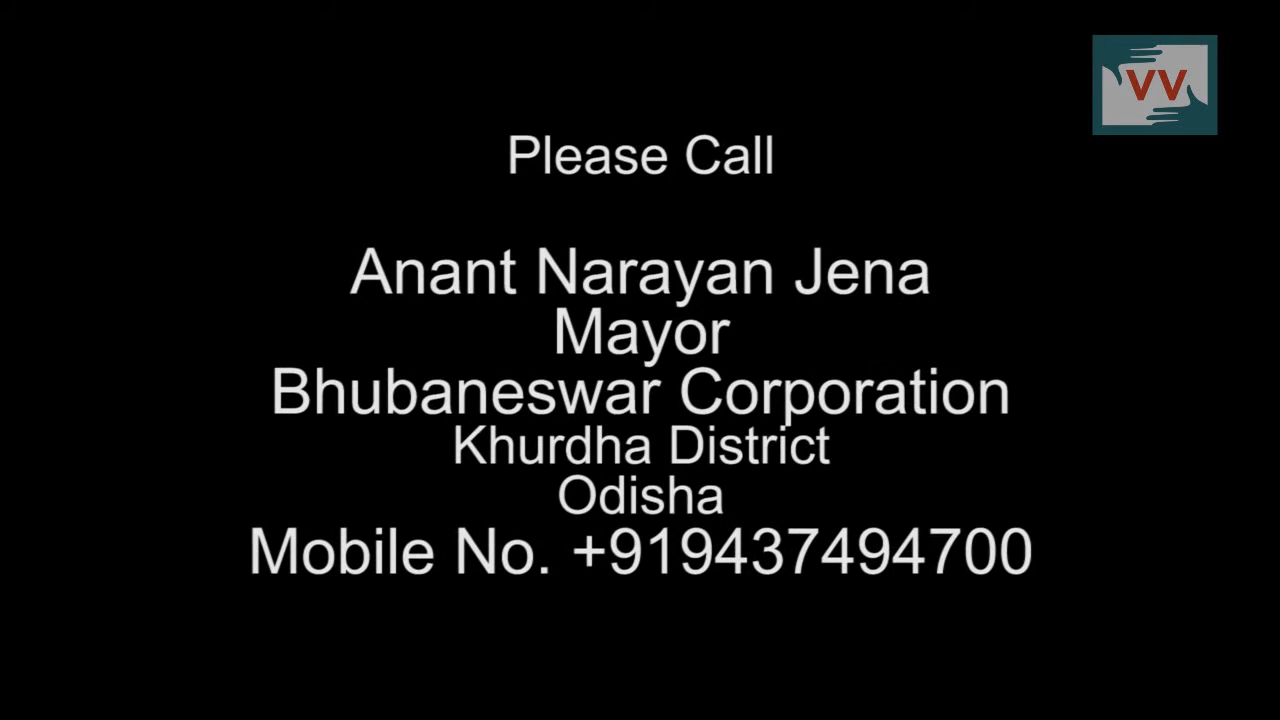 VV
Please Call
Anant Narayan Jena
Mayor
Bhubaneswar Corporation
Khurdha District
Odisha
Mobile No. +919437494700